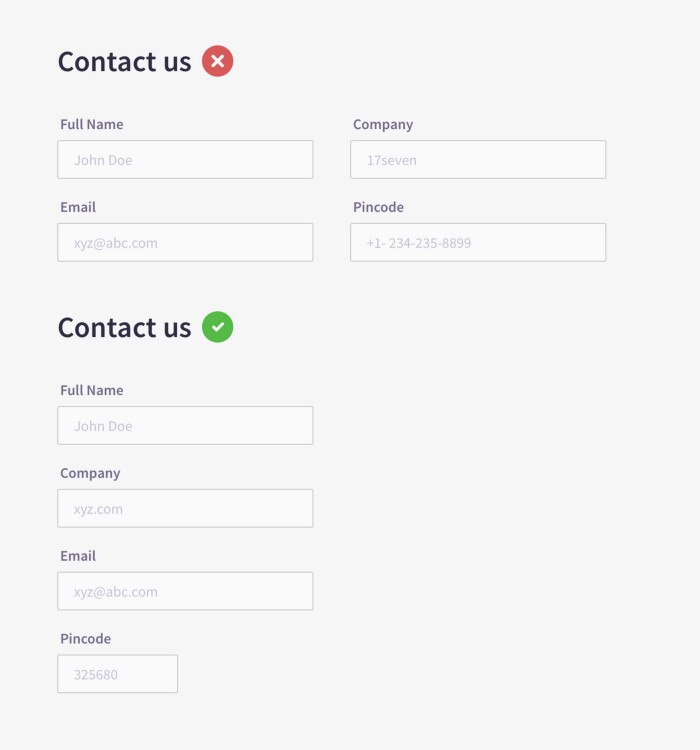 Contact us
Full Name
Company
John Doe
17seven
Email
Pincode
xyz@abc.com
+1- 234-235-8899
Contact us
Full Name
John Doe
Company
xyz.com
Email
xyz@abc.com
Pincode
325680